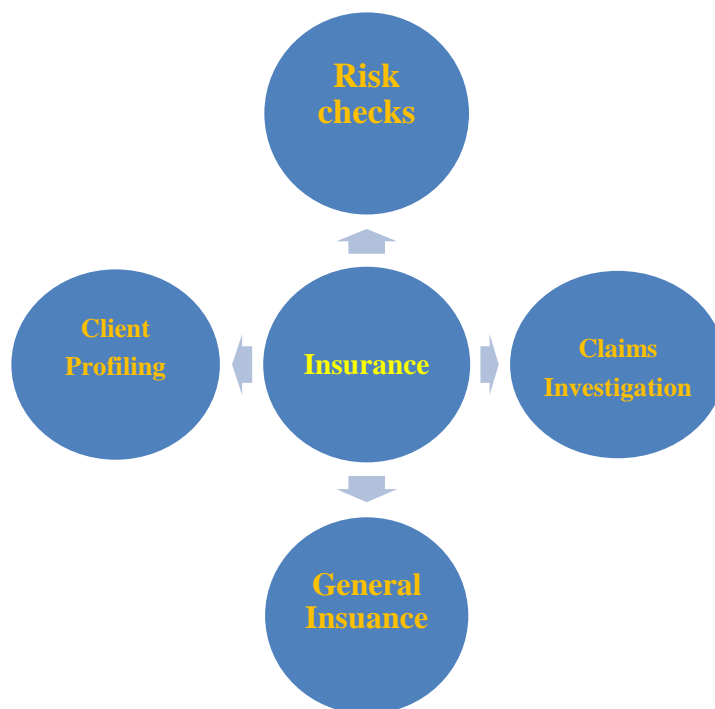 Risk
checks
Client
Profiling
Insurance
Claims
Investigation
General
Insuance